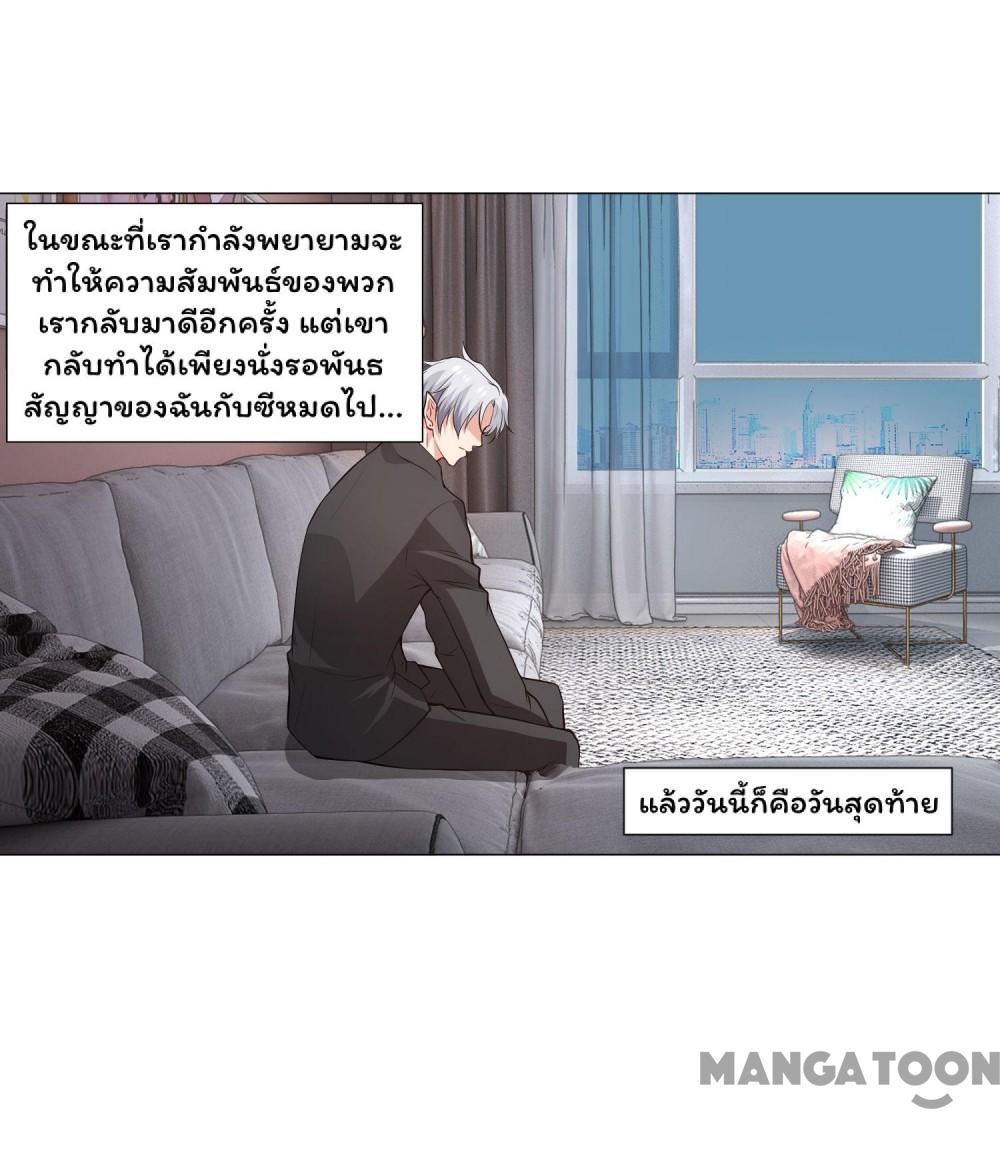 ในขณะที่เรากำลังพยายามจะ
ทำให้ความสัมพันธ์ของพวก
เรากลับมาดีอีกครั้ง แต่เขา
กลับทำได้เพียงนั่งรอพันธ
สัญญาของฉันกับซีหมดไป...
แล้ววันนี้ก็คือวันสุดท้าย
MANGATOON